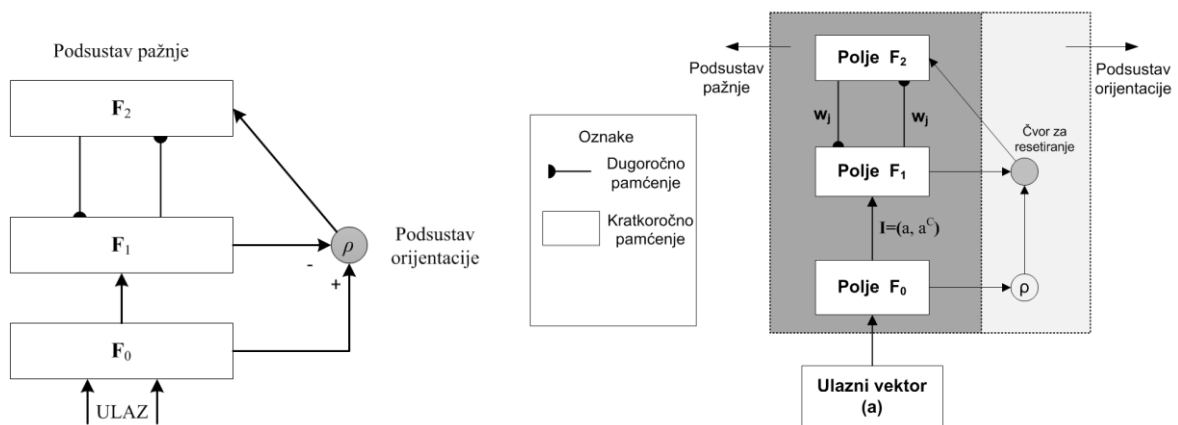 Podsustav pažnje
F₂
F₁
ρ
-
+
Podsustav
orijentacije
F₀
ULAZ
Oznake
Dugoročno
pamćenje
Kratkoročno
pamćenje
Podsustav
pažnje
Polje F₂
Podsustav
orijentacije
wⱼ wⱼ
Čvor za
resetiranje
Polje F₁
I=(a, aᶜ)
Polje F₀
ρ
Ulazni vektor
(a)